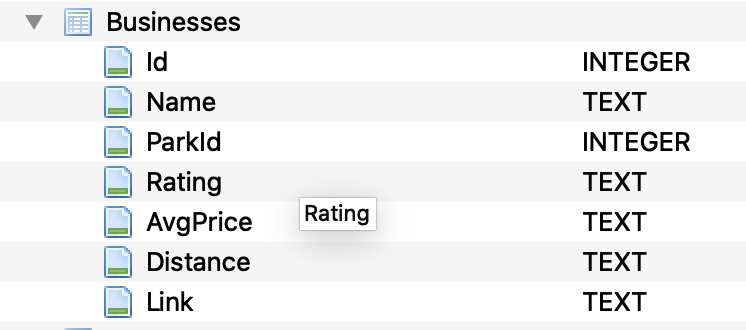 Businesses
Id INTEGER
Name TEXT
ParkId INTEGER
Rating TEXT
Rating
AvgPrice TEXT
Distance TEXT
Link TEXT